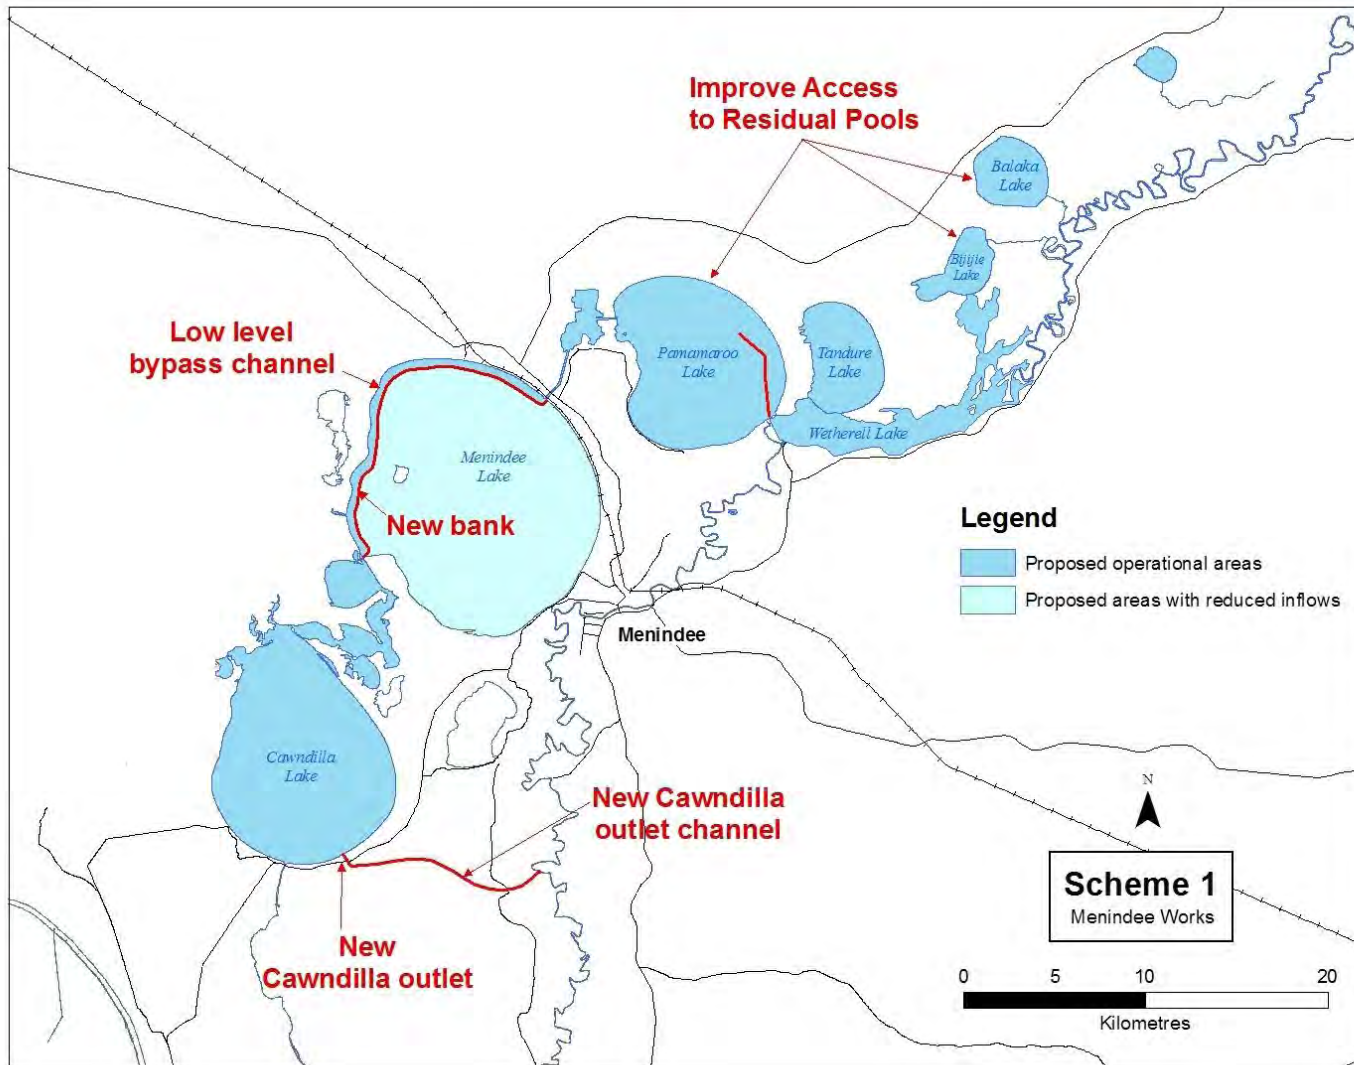 Improve Access
to Residual Pools
Balaka
Lake
Bijijie
Lake
Low level
bypass channel
Pamamaroo
Lake
Tandure
Lake
Wetherell Lake
Menindee
Lake
New bank
Legend
Proposed operational areas
Proposed areas with reduced inflows
Menindee
Cawndilla
Lake
New Cawndilla
outlet channel
N
Scheme 1
Menindee Works
New
Cawndilla outlet
0 5 10 20
Kilometres